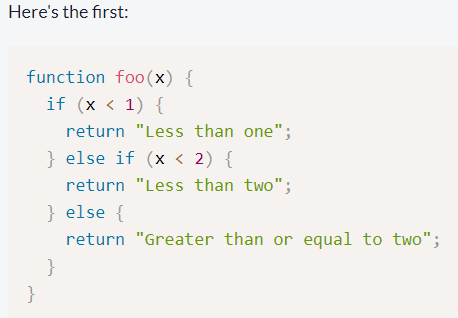 Here's the first:
function foo(x) {
  if (x < 1) {
    return "Less than one";
  } else if (x < 2) {
    return "Less than two";
  } else {
    return "Greater than or equal to two";
  }
}